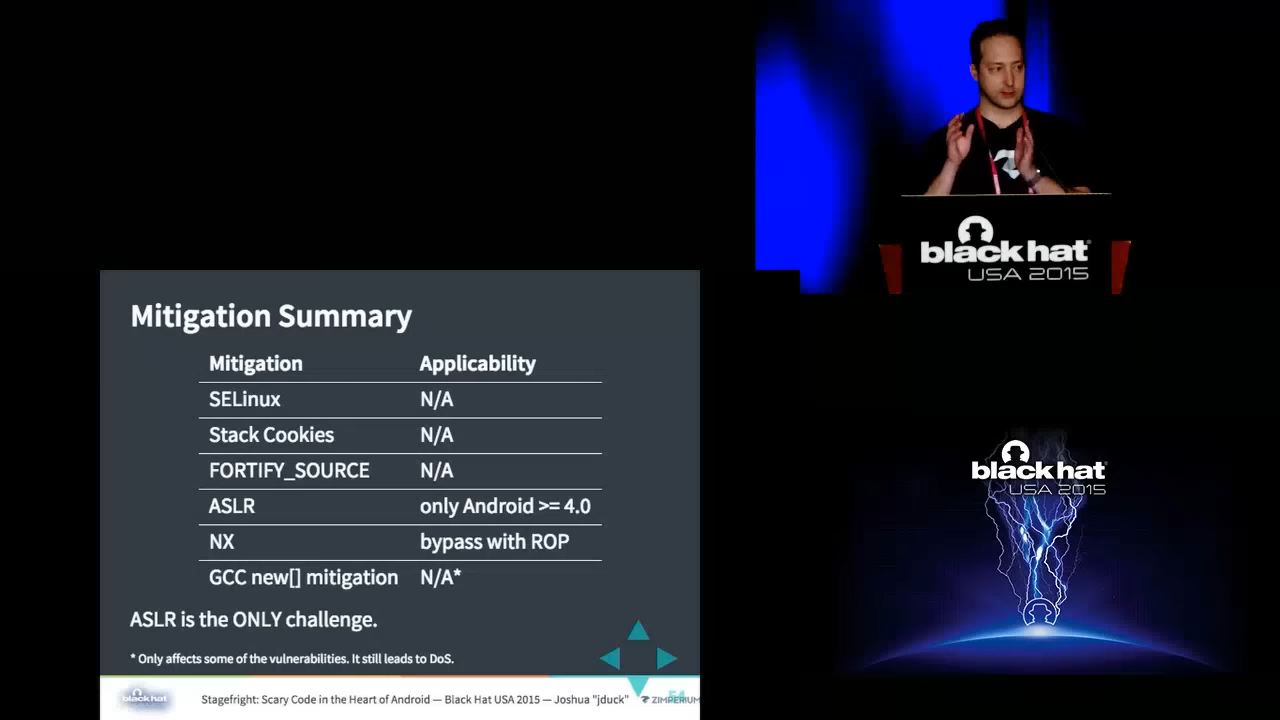 black hat
USA 2015
Mitigation Summary
Mitigation Applicability
SELinux N/A
Stack Cookies N/A
FORTIFY_SOURCE N/A
ASLR only Android >= 4.0
NX bypass with ROP
GCC new[] mitigation N/A*
ASLR is the ONLY challenge.
* Only affects some of the vulnerabilities. It still leads to DoS.
black hat
Stagefright: Scary Code in the Heart of Android — Black Hat USA 2015 — Joshua "jduck"
ZIMPERIUM
54
black hat
USA 2015